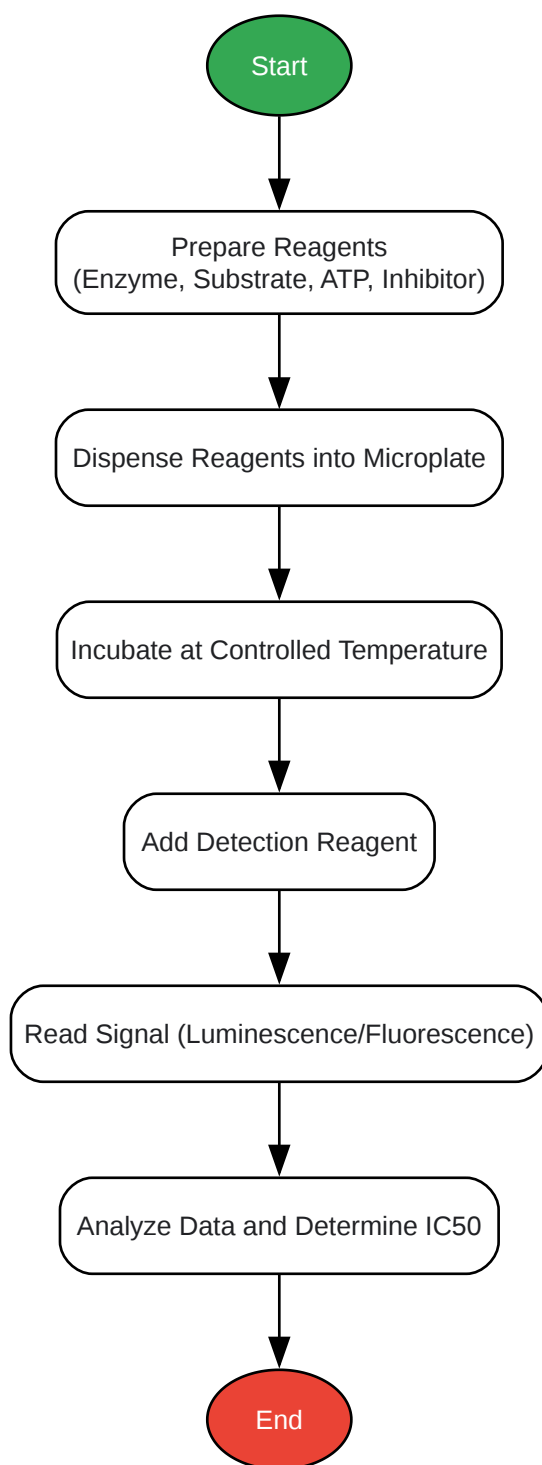 Start
Prepare Reagents
(Enzyme, Substrate, ATP, Inhibitor)
Dispense Reagents into Microplate
Incubate at Controlled Temperature
Add Detection Reagent
Read Signal (Luminescence/Fluorescence)
Analyze Data and Determine IC50
End